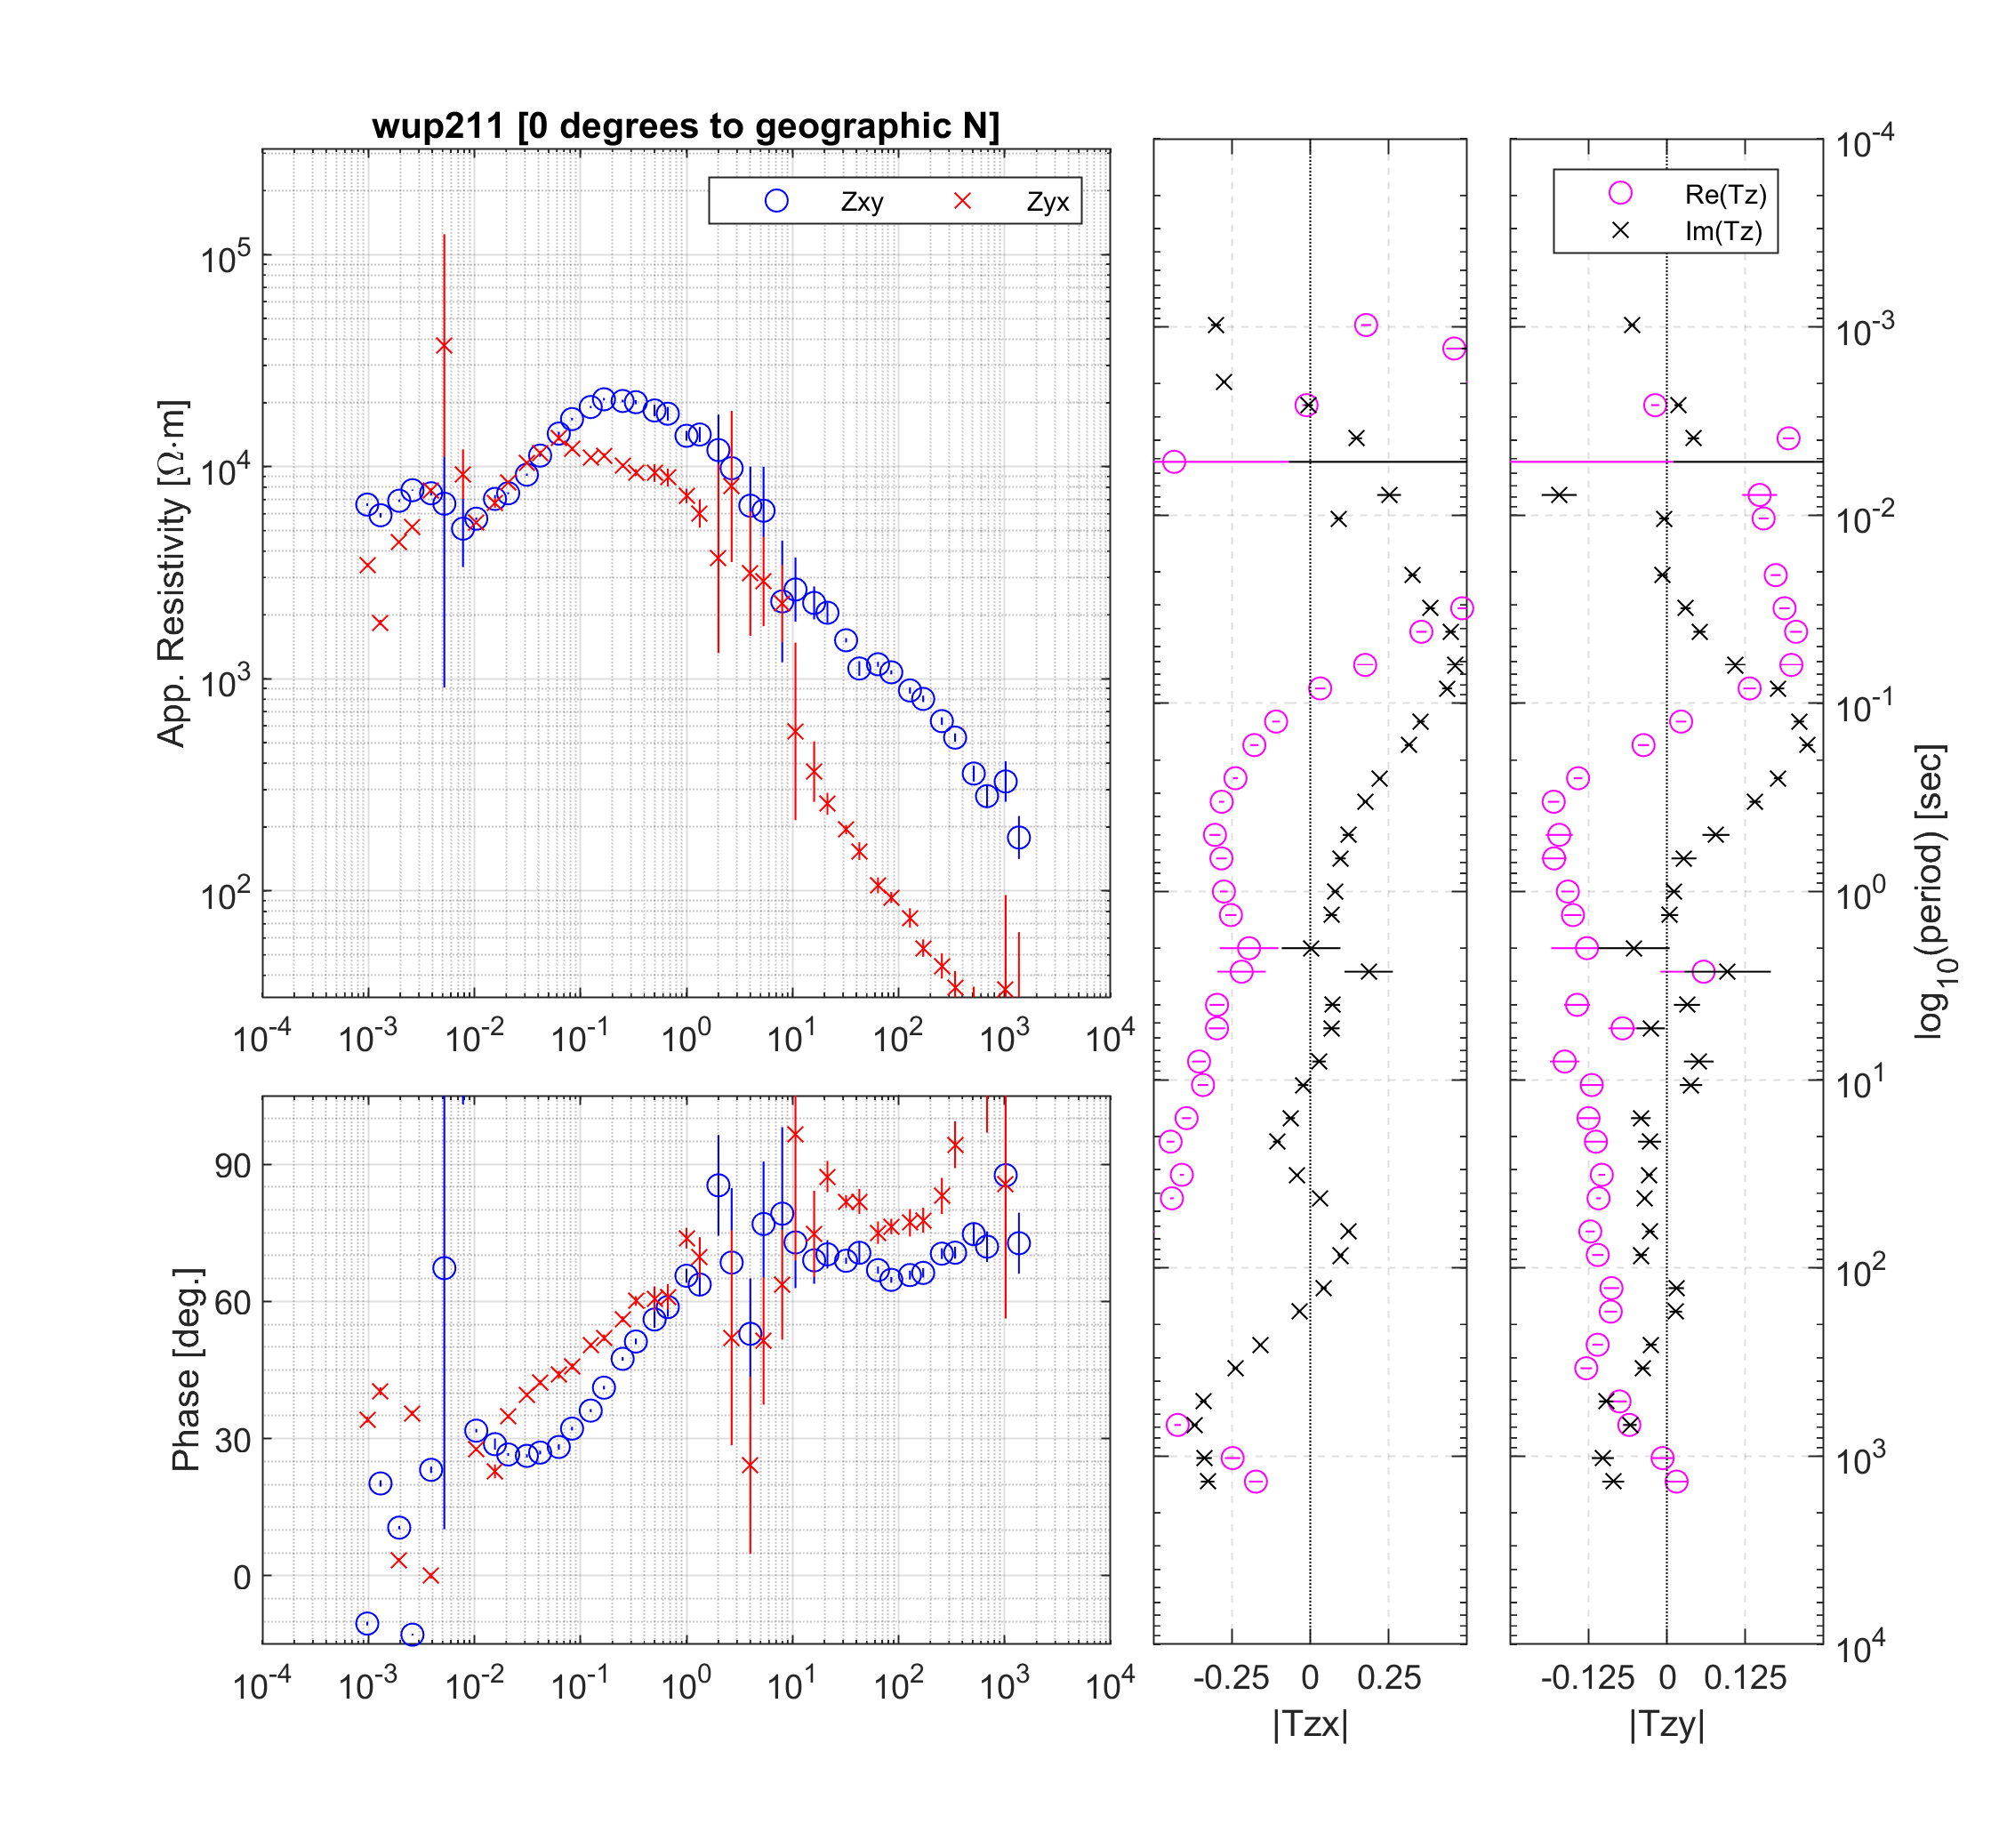 wup211 [0 degrees to geographic N]
Zxy Zyx
App. Resistivity [Ω·m]
10^5
10^4
10^3
10^2
10^-4 10^-3 10^-2 10^-1 10^0 10^1 10^2 10^3 10^4
Phase [deg.]
90
60
30
0
10^-4 10^-3 10^-2 10^-1 10^0 10^1 10^2 10^3 10^4
-0.25 0 0.25
|Tzx|
Re(Tz)
Im(Tz)
-0.125 0 0.125
|Tzy|
10^-4
10^-3
10^-2
10^-1
10^0
10^1
10^2
10^3
10^4
log_10(period) [sec]